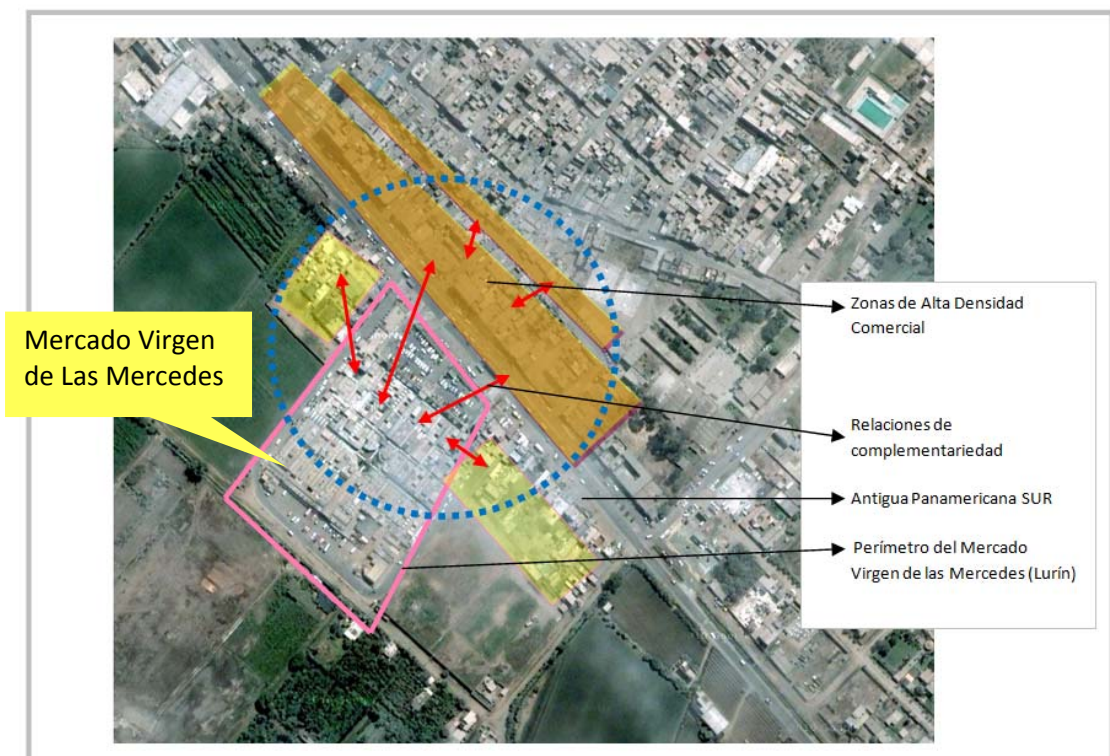 Mercado Virgen
de Las Mercedes
Zonas de Alta Densidad
Comercial
Relaciones de
complementariedad
Antigua Panamericana SUR
Perímetro del Mercado
Virgen de las Mercedes (Lurín)